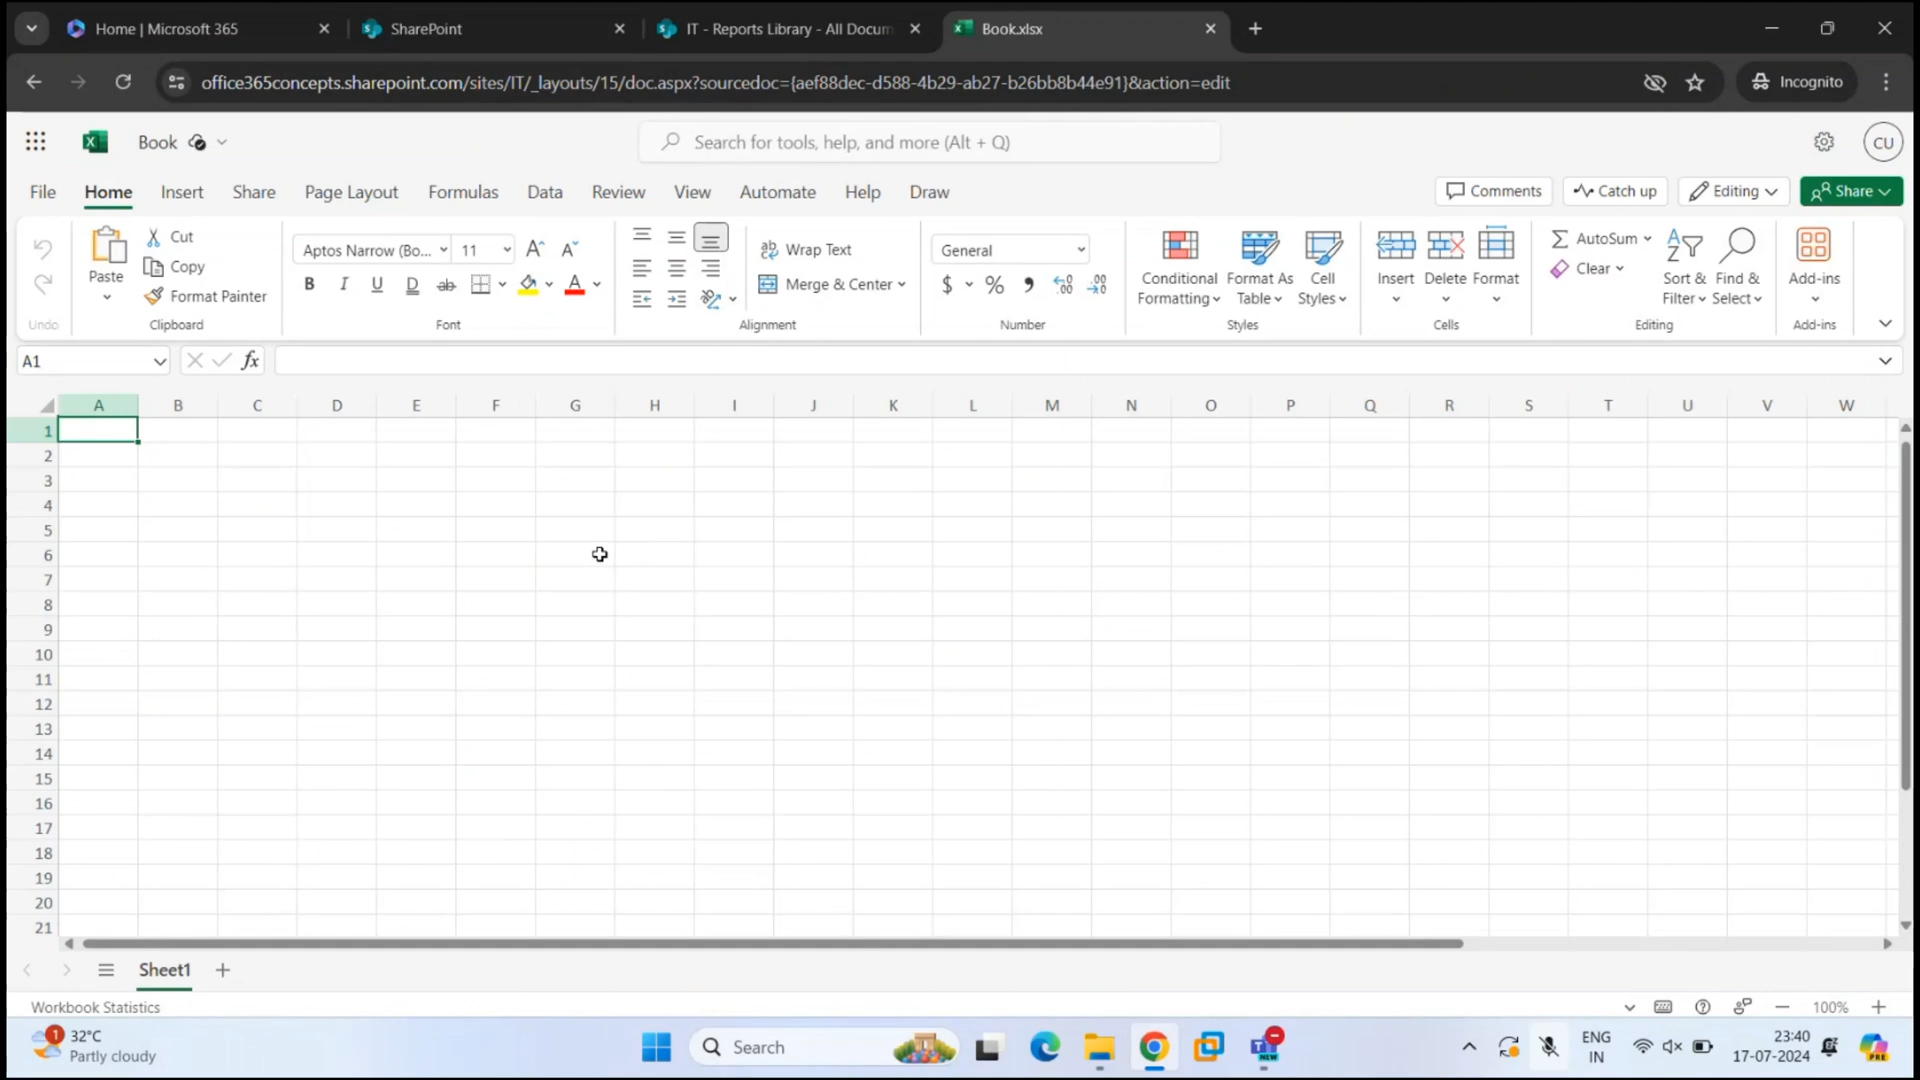 Home | Microsoft 365
SharePoint
IT - Reports Library - All Docum
Book.xlsx
office365concepts.sharepoint.com/sites/IT/_layouts/15/doc.aspx?sourcedoc={aef88dec-d588-4b29-ab27-b26bb8b44e91}&action=edit
Incognito
Book
Search for tools, help, and more (Alt + Q)
CU
File Home Insert Share Page Layout Formulas Data Review View Automate Help Draw
Comments Catch up Editing Share
Undo
Paste
Cut
Copy
Format Painter
Clipboard
Aptos Narrow (Bo... 11
Font
Wrap Text
Merge & Center
Alignment
General
Number
Conditional Formatting
Format As Table
Cell Styles
Styles
Insert Delete Format
Cells
AutoSum
Clear
Sort & Filter
Find & Select
Editing
Add-ins
Add-ins
A1
fx
A B C D E F G H I J K L M N O P Q R S T U V W
1
2
3
4
5
6
7
8
9
10
11
12
13
14
15
16
17
18
19
20
21
Sheet1
Workbook Statistics
100%
1
32°C
Partly cloudy
Search
NEW
ENG
IN
23:40
17-07-2024
PRE